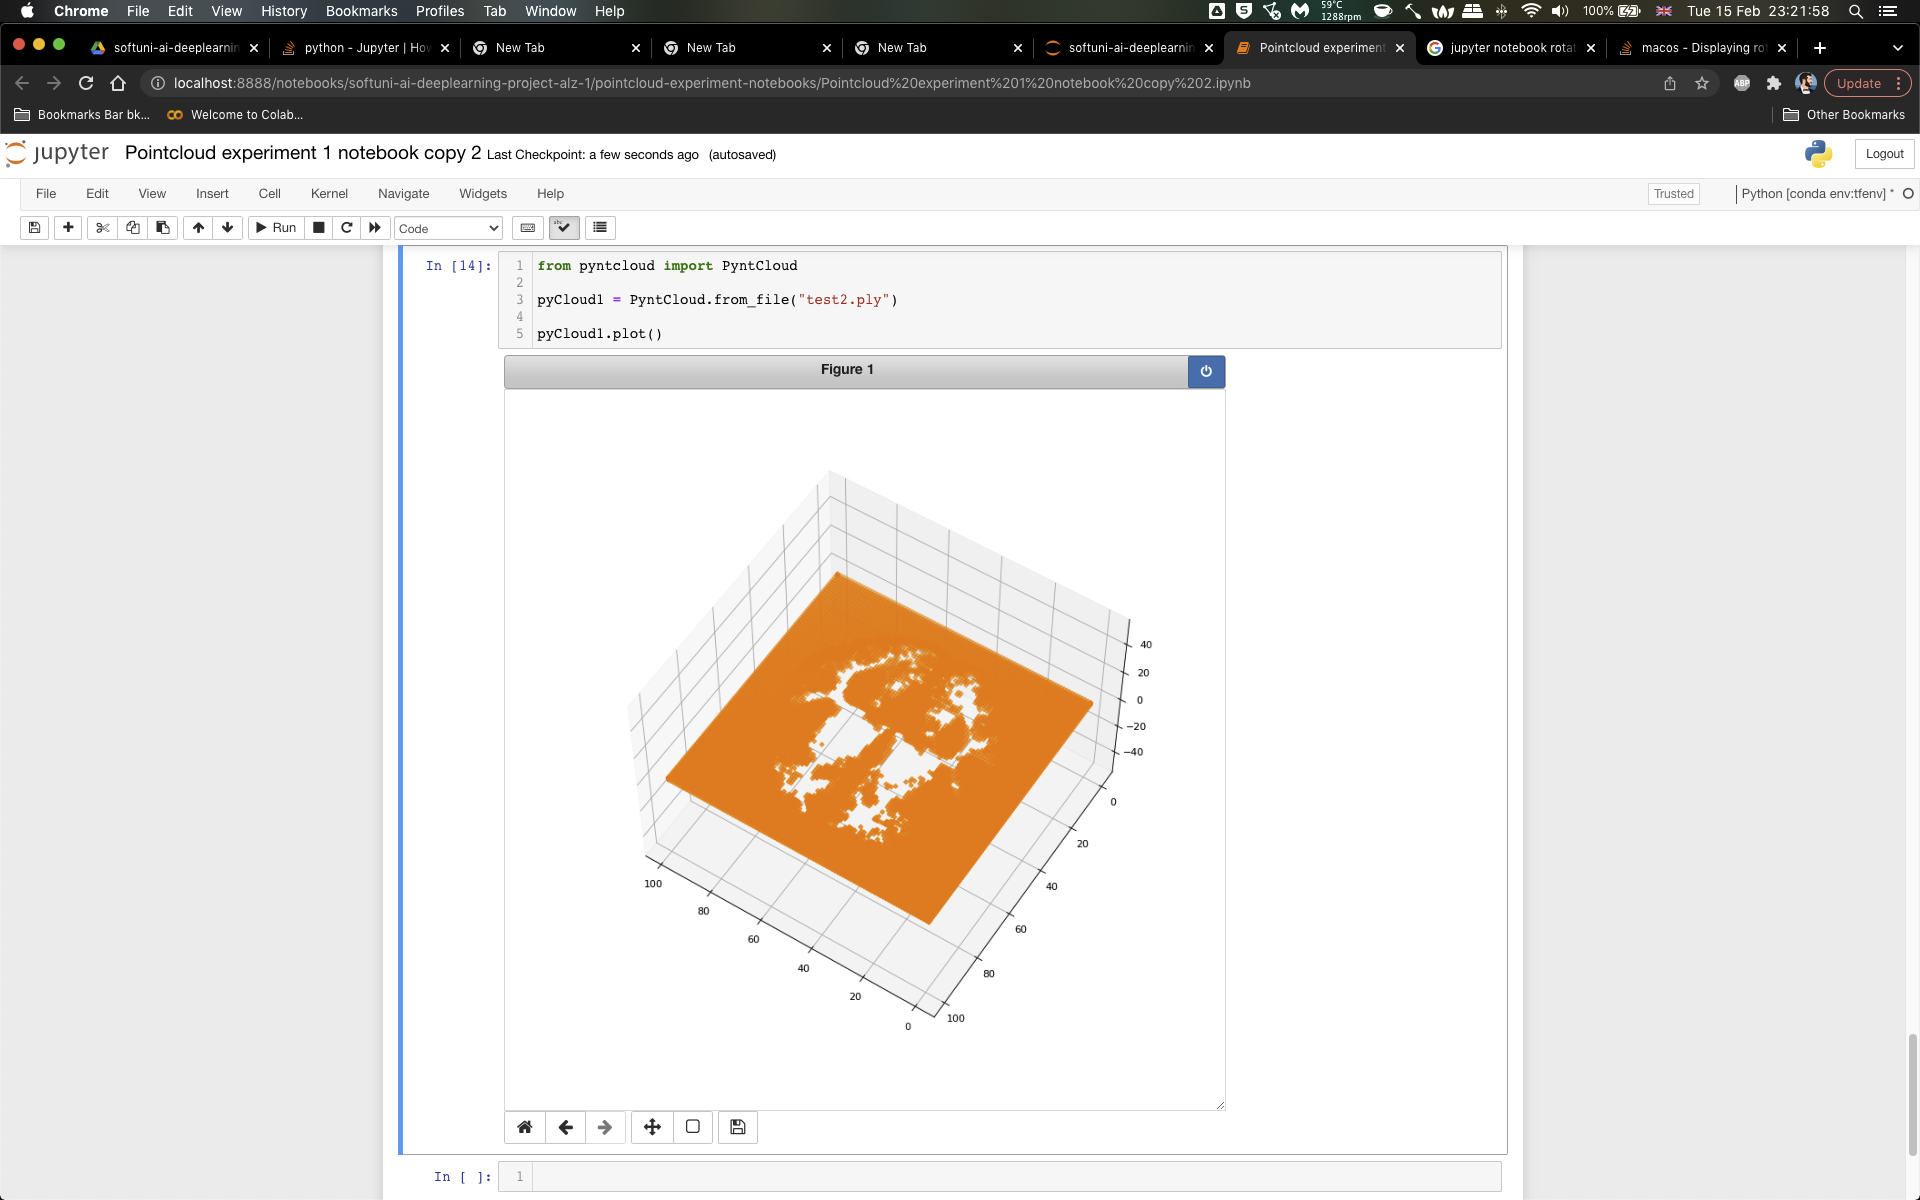 Chrome File Edit View History Bookmarks Profiles Tab Window Help 59°C 1288rpm 100% Tue 15 Feb 23:21:58
softuni-ai-deeplearnin python - Jupyter | Ho New Tab New Tab New Tab softuni-ai-deeplearnin Pointcloud experiment jupyter notebook rotat macos - Displaying ro
localhost:8888/notebooks/softuni-ai-deeplearning-project-alz-1/pointcloud-experiment-notebooks/Pointcloud%20experiment%201%20notebook%20copy%202.ipynb ABP Update
Bookmarks Bar bk... Welcome to Colab... Other Bookmarks
jupyter Pointcloud experiment 1 notebook copy 2 Last Checkpoint: a few seconds ago (autosaved) Logout
File Edit View Insert Cell Kernel Navigate Widgets Help Trusted Python [conda env:tfenv] *
Run Code
In [14]: 1 from pyntcloud import PyntCloud
2
3 pyCloud1 = PyntCloud.from_file("test2.ply")
4
5 pyCloud1.plot()
Figure 1
40
20
0
−20
−40
0
20
40
60
80
100
100
80
60
40
20
0
In [ ]: 1